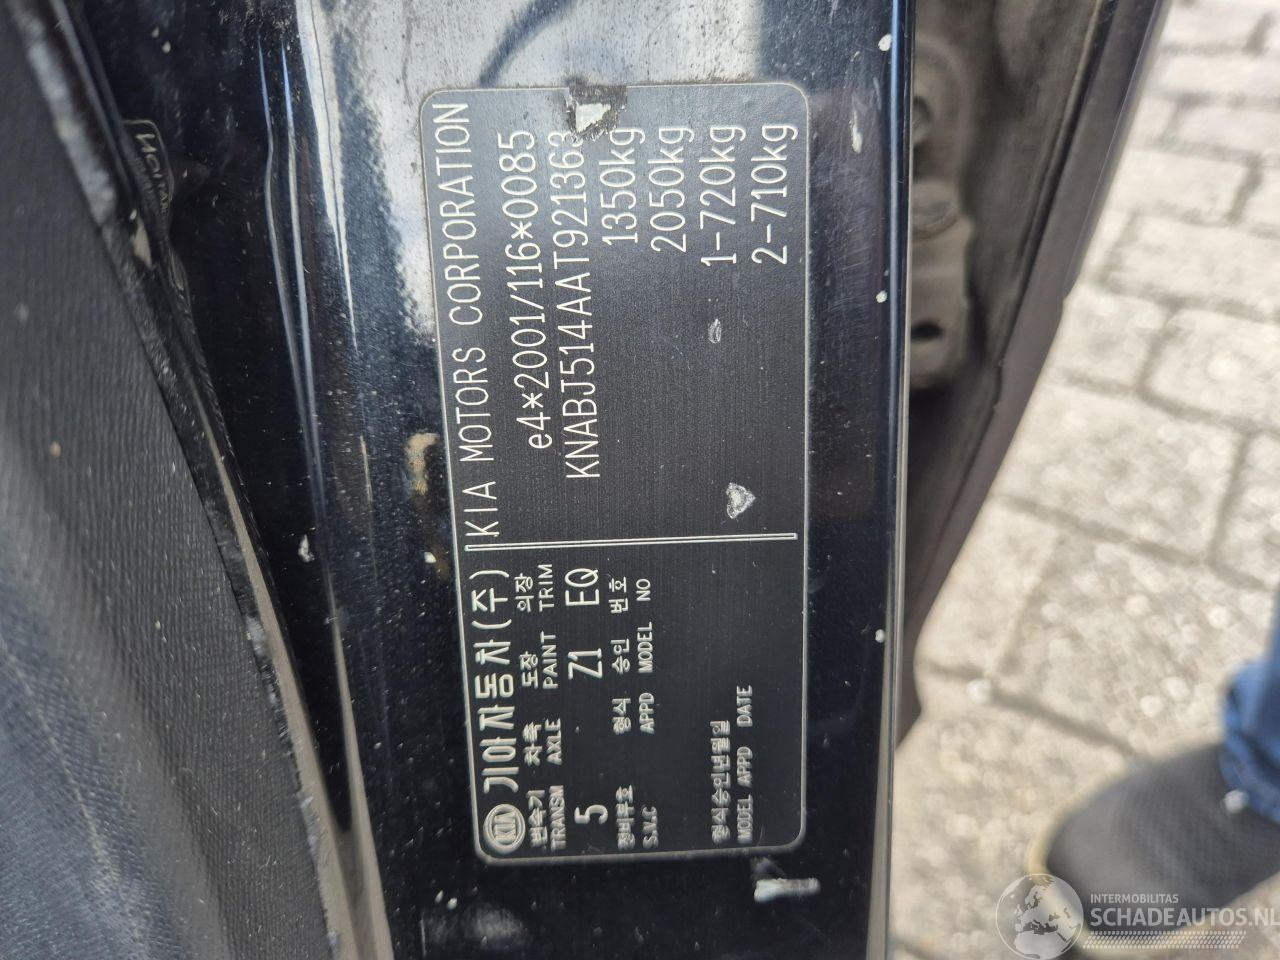 KIA 기아자동차(주) KIA MOTORS CORPORATION
변속기 차축 도장 의장
TRANSM AXLE PAINT TRIM
5 Z1 EQ
정비부호 형식 승인 번호
S.V.C APPD MODEL NO
형식승인년월일
MODEL APPD DATE
e4*2001/116*0085
KNABJ514AAT921363
1350kg
2050kg
1-720kg
2-710kg
INTERMOBILITAS
SCHADEAUTOS.NL